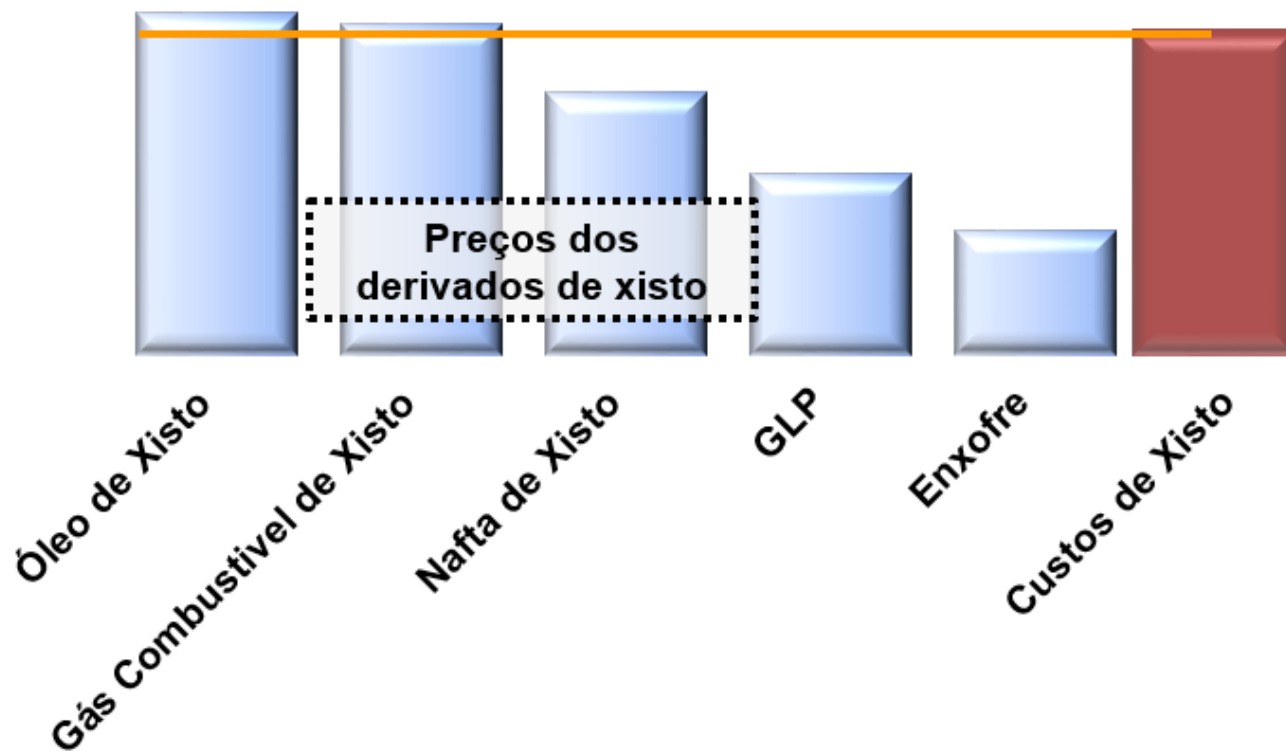 Preços dos
derivados de xisto
Óleo de Xisto
Gás Combustivel de Xisto
Nafta de Xisto
GLP
Enxofre
Custos de Xisto